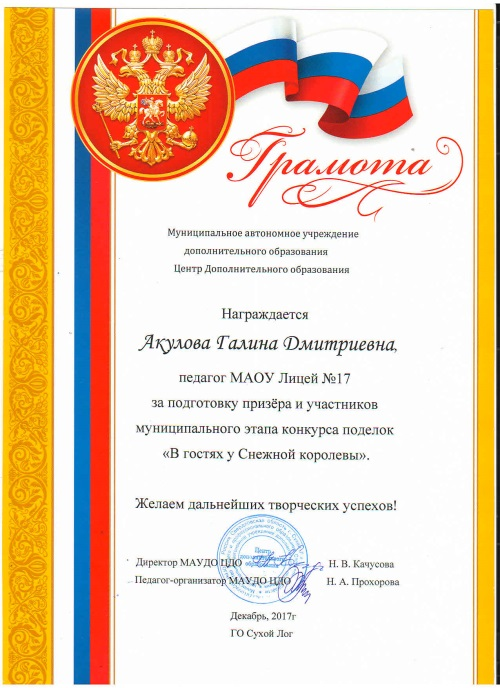 Грамота
Муниципальное автономное учреждение
дополнительного образования
Центр Дополнительного образования
Награждается
Акулова Галина Дмитриевна,
педагог МАОУ Лицей №17
за подготовку призёра и участников
муниципального этапа конкурса поделок
«В гостях у Снежной королевы».
Желаем дальнейших творческих успехов!
Центр
Директор МАУДО ЦДО Н. В. Качусова
Педагог-организатор МАУДО ЦДО Н. А. Прохорова
Декабрь, 2017г
ГО Сухой Лог